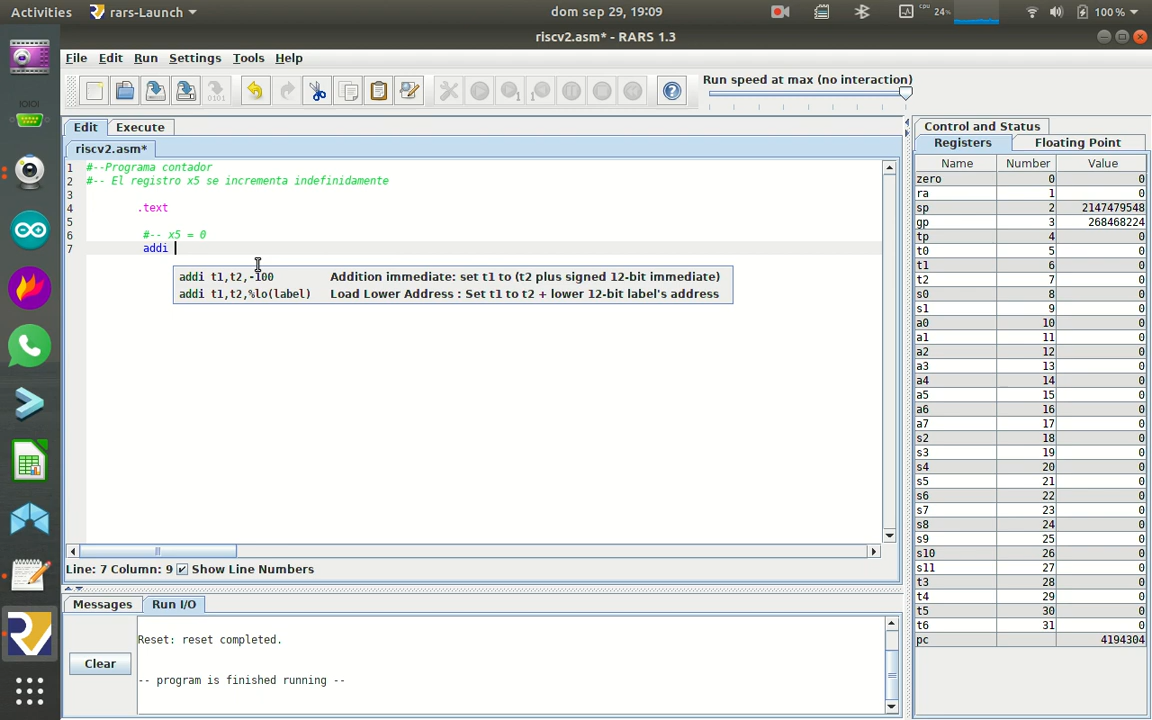 Activities rars-Launch dom sep 29, 19:09 cpu 24% 100%
riscv2.asm* - RARS 1.3
File Edit Run Settings Tools Help
Run speed at max (no interaction)
Edit Execute
riscv2.asm*
1 #--Programa contador
2 #-- El registro x5 se incrementa indefinidamente
3
4 .text
5
6 #-- x5 = 0
7 addi
addi t1,t2,-100 Addition immediate: set t1 to (t2 plus signed 12-bit immediate)
addi t1,t2,%lo(label) Load Lower Address : Set t1 to t2 + lower 12-bit label's address
Line: 7 Column: 9 Show Line Numbers
Messages Run I/O
Reset: reset completed.
-- program is finished running --
Clear
Control and Status
Registers Floating Point
Name Number Value
zero 0 0
ra 1 0
sp 2 2147479548
gp 3 268468224
tp 4 0
t0 5 0
t1 6 0
t2 7 0
s0 8 0
s1 9 0
a0 10 0
a1 11 0
a2 12 0
a3 13 0
a4 14 0
a5 15 0
a6 16 0
a7 17 0
s2 18 0
s3 19 0
s4 20 0
s5 21 0
s6 22 0
s7 23 0
s8 24 0
s9 25 0
s10 26 0
s11 27 0
t3 28 0
t4 29 0
t5 30 0
t6 31 0
pc 4194304